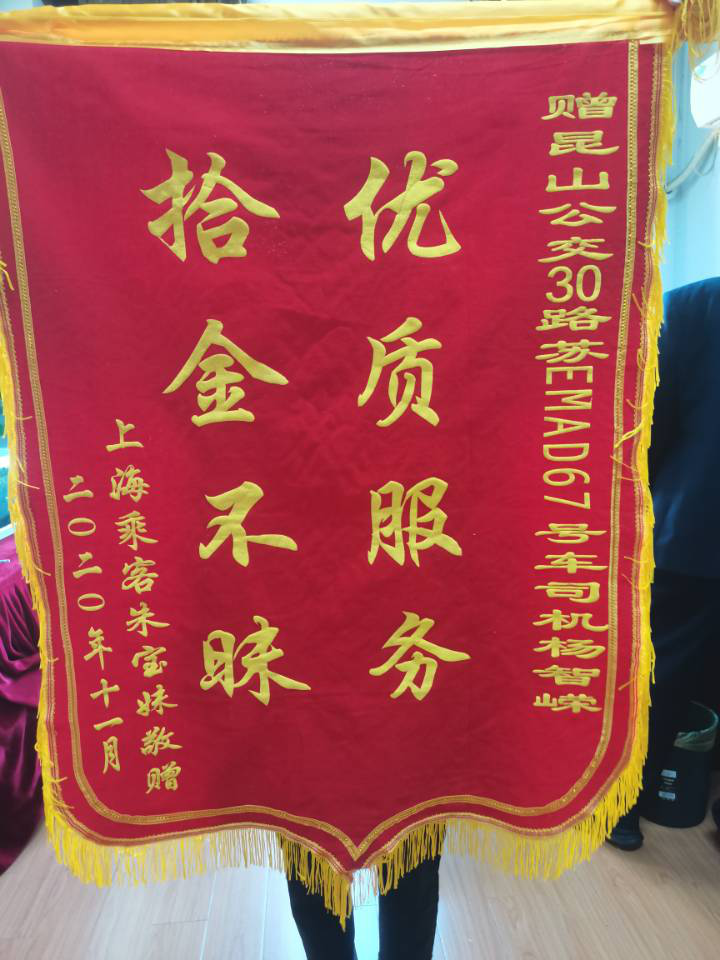 赠昆山公交30路苏EMAD67号车司机杨智嵘
优质服务
拾金不昧
上海乘客朱宝妹敬赠
二〇二〇年十一月